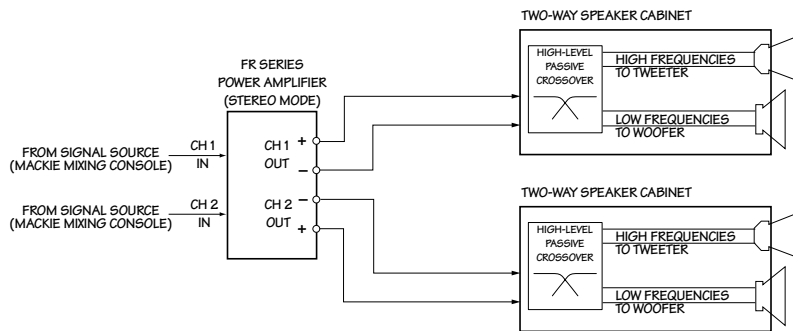 TWO-WAY SPEAKER CABINET
FR SERIES
POWER AMPLIFIER
(STEREO MODE)
HIGH-LEVEL
PASSIVE
CROSSOVER
HIGH FREQUENCIES
TO TWEETER
LOW FREQUENCIES
TO WOOFER
FROM SIGNAL SOURCE
(MACKIE MIXING CONSOLE)
CH 1
IN
CH 1 +
OUT −
FROM SIGNAL SOURCE
(MACKIE MIXING CONSOLE)
CH 2
IN
CH 2 −
OUT +
TWO-WAY SPEAKER CABINET
HIGH-LEVEL
PASSIVE
CROSSOVER
HIGH FREQUENCIES
TO TWEETER
LOW FREQUENCIES
TO WOOFER